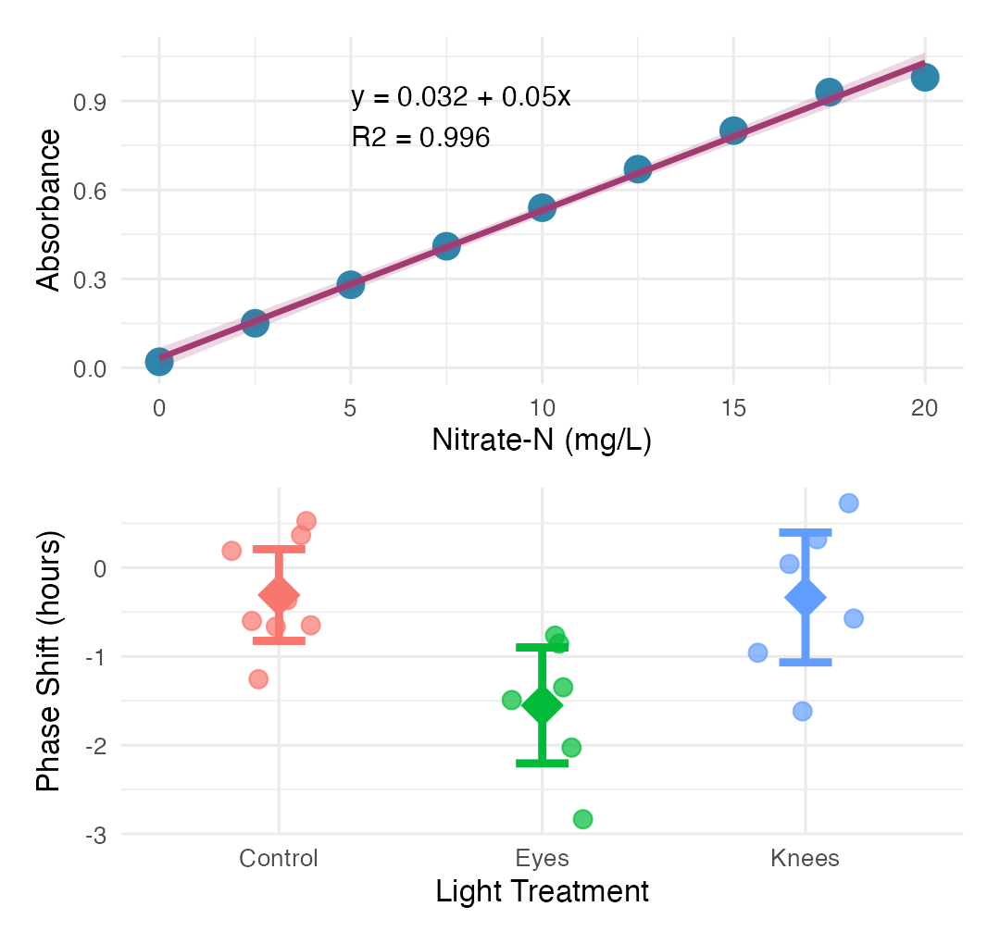 y = 0.032 + 0.05x
R2 = 0.996
Absorbance
0.9
0.6
0.3
0.0
0 5 10 15 20
Nitrate-N (mg/L)
Phase Shift (hours)
0
-1
-2
-3
Control Eyes Knees
Light Treatment